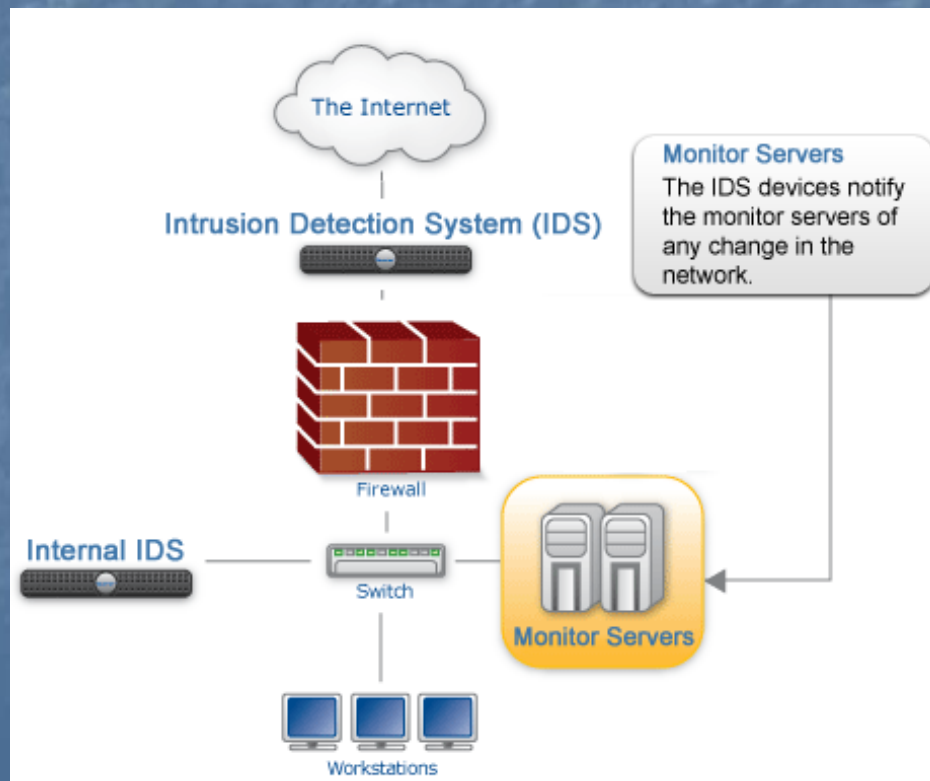 The Internet
Intrusion Detection System (IDS)
Monitor Servers
The IDS devices notify
the monitor servers of
any change in the
network.
Firewall
Internal IDS
Switch
Monitor Servers
Workstations